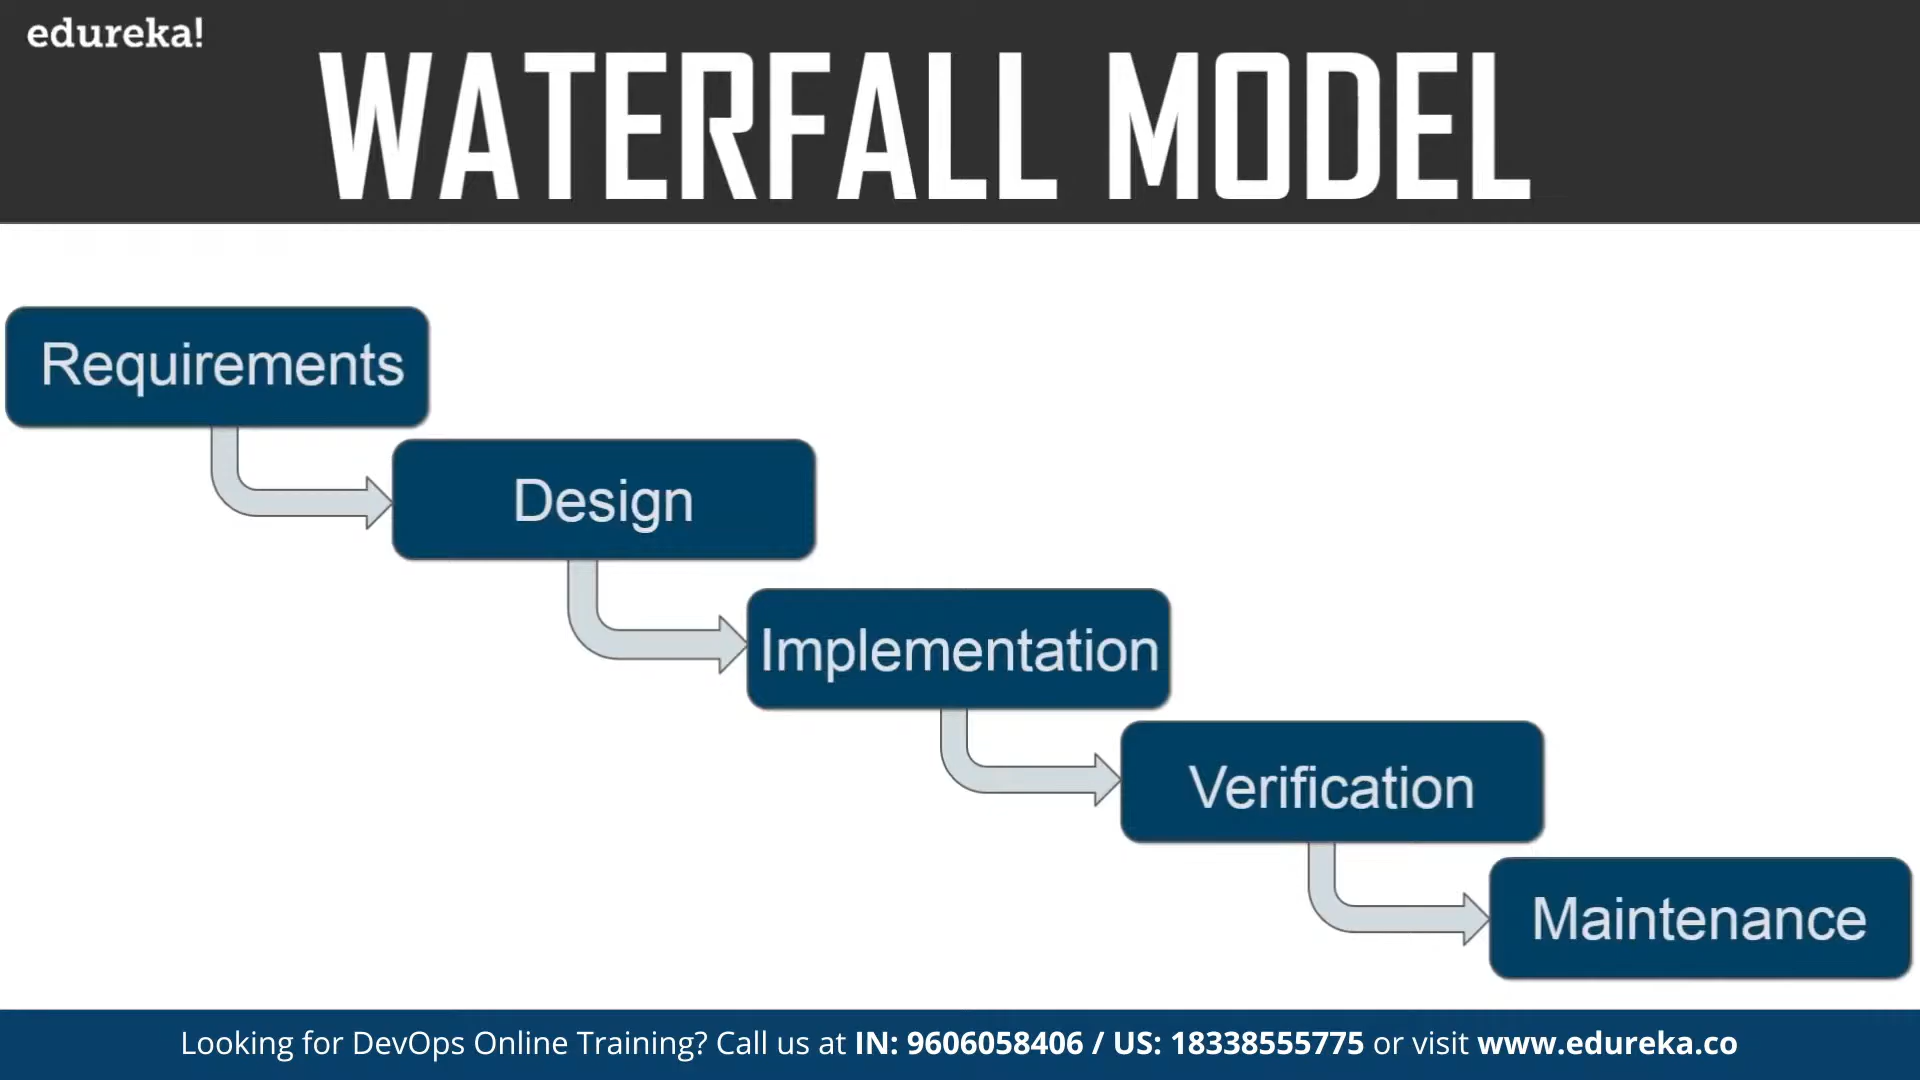 edureka!
WATERFALL MODEL
Requirements
Design
Implementation
Verification
Maintenance
Looking for DevOps Online Training? Call us at IN: 9606058406 / US: 18338555775 or visit www.edureka.co